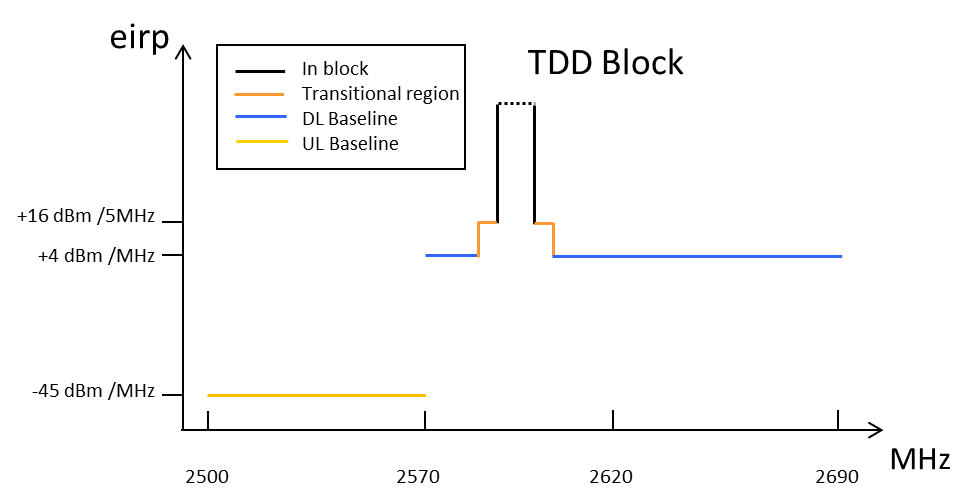 eirp
TDD Block
In block
Transitional region
DL Baseline
UL Baseline
+16 dBm /5MHz
+4 dBm /MHz
-45 dBm /MHz
MHz
2500 2570 2620 2690